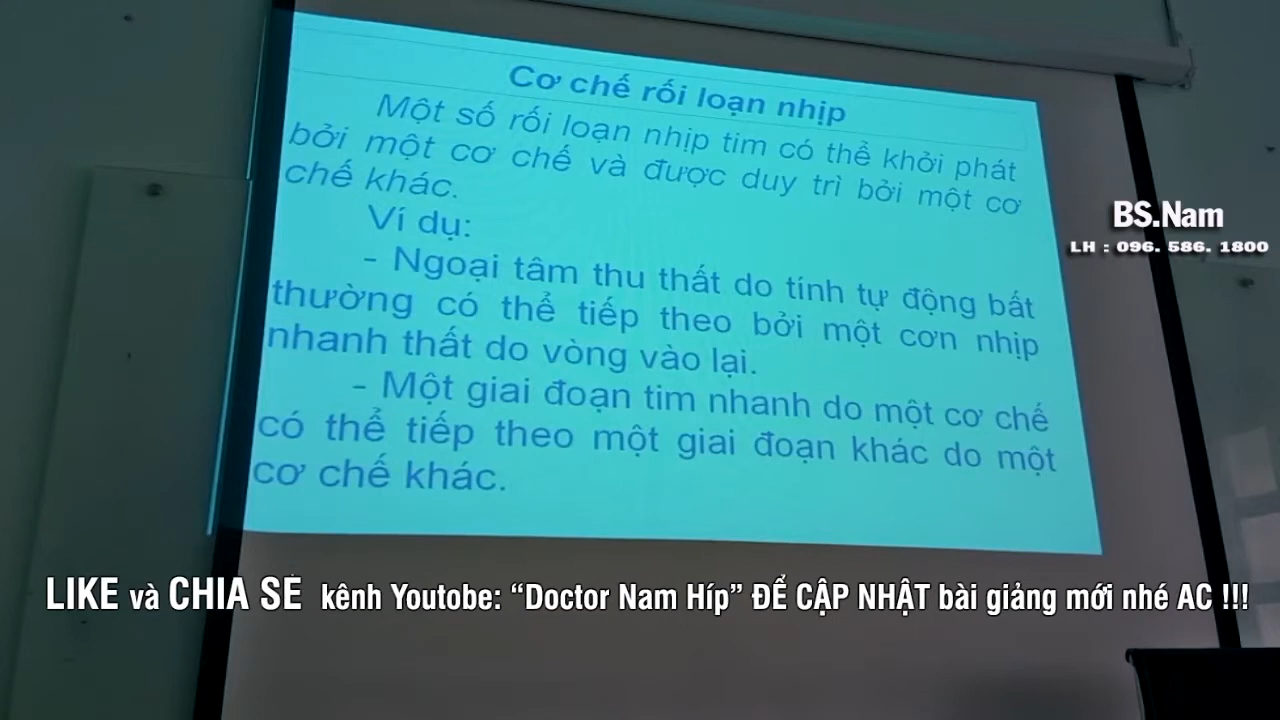 Cơ chế rối loạn nhịp
Một số rối loạn nhịp tim có thể khởi phát
bởi một cơ chế và được duy trì bởi một cơ
chế khác.
Ví dụ:
- Ngoại tâm thu thất do tính tự động bất
thường có thể tiếp theo bởi một cơn nhịp
nhanh thất do vòng vào lại.
- Một giai đoạn tim nhanh do một cơ chế
có thể tiếp theo một giai đoạn khác do một
cơ chế khác.
BS.Nam
LH : 096. 586. 1800
LIKE và CHIA SẺ kênh Youtobe: “Doctor Nam Híp” ĐỂ CẬP NHẬT bài giảng mới nhé AC !!!